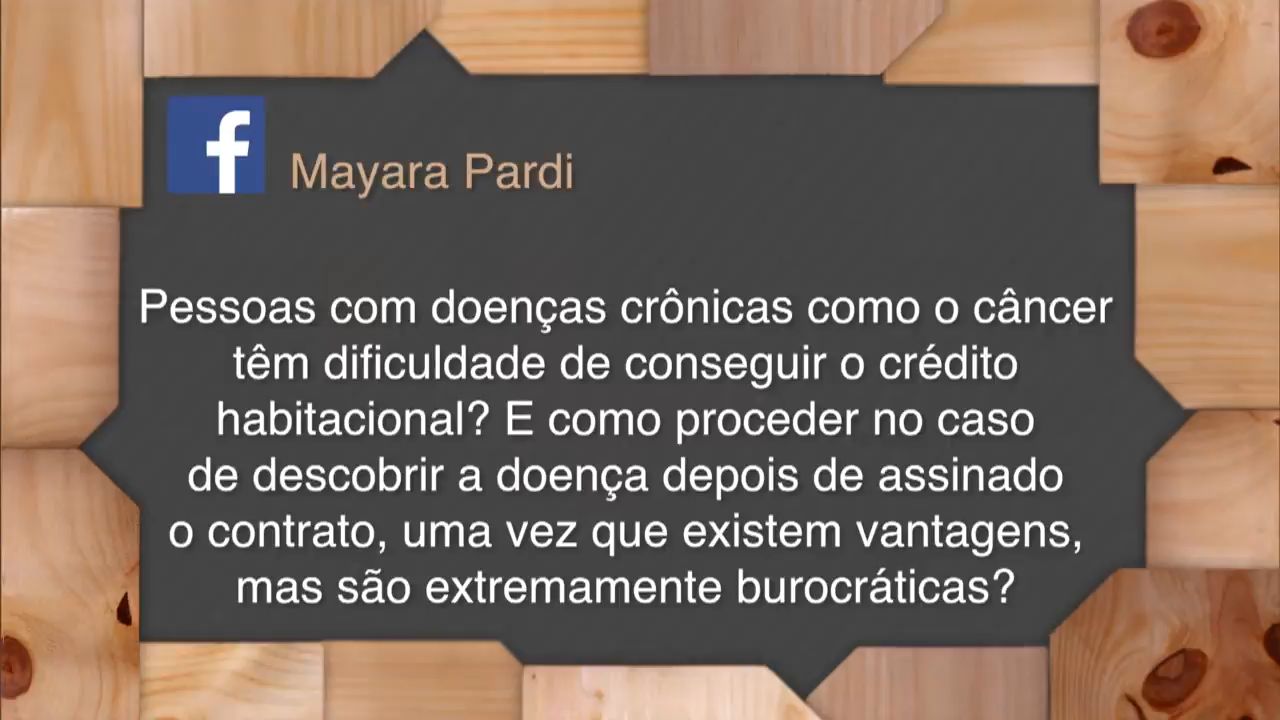 f
Mayara Pardi
Pessoas com doenças crônicas como o câncer
têm dificuldade de conseguir o crédito
habitacional? E como proceder no caso
de descobrir a doença depois de assinado
o contrato, uma vez que existem vantagens,
mas são extremamente burocráticas?